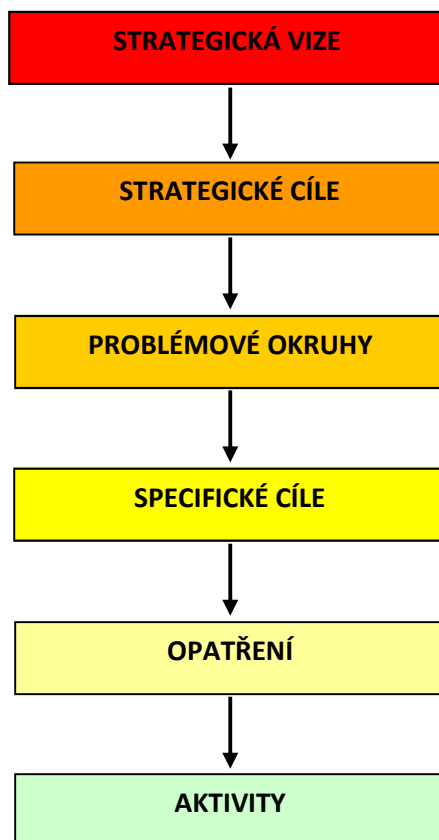 STRATEGICKÁ VIZE
STRATEGICKÉ CÍLE
PROBLÉMOVÉ OKRUHY
SPECIFICKÉ CÍLE
OPATŘENÍ
AKTIVITY